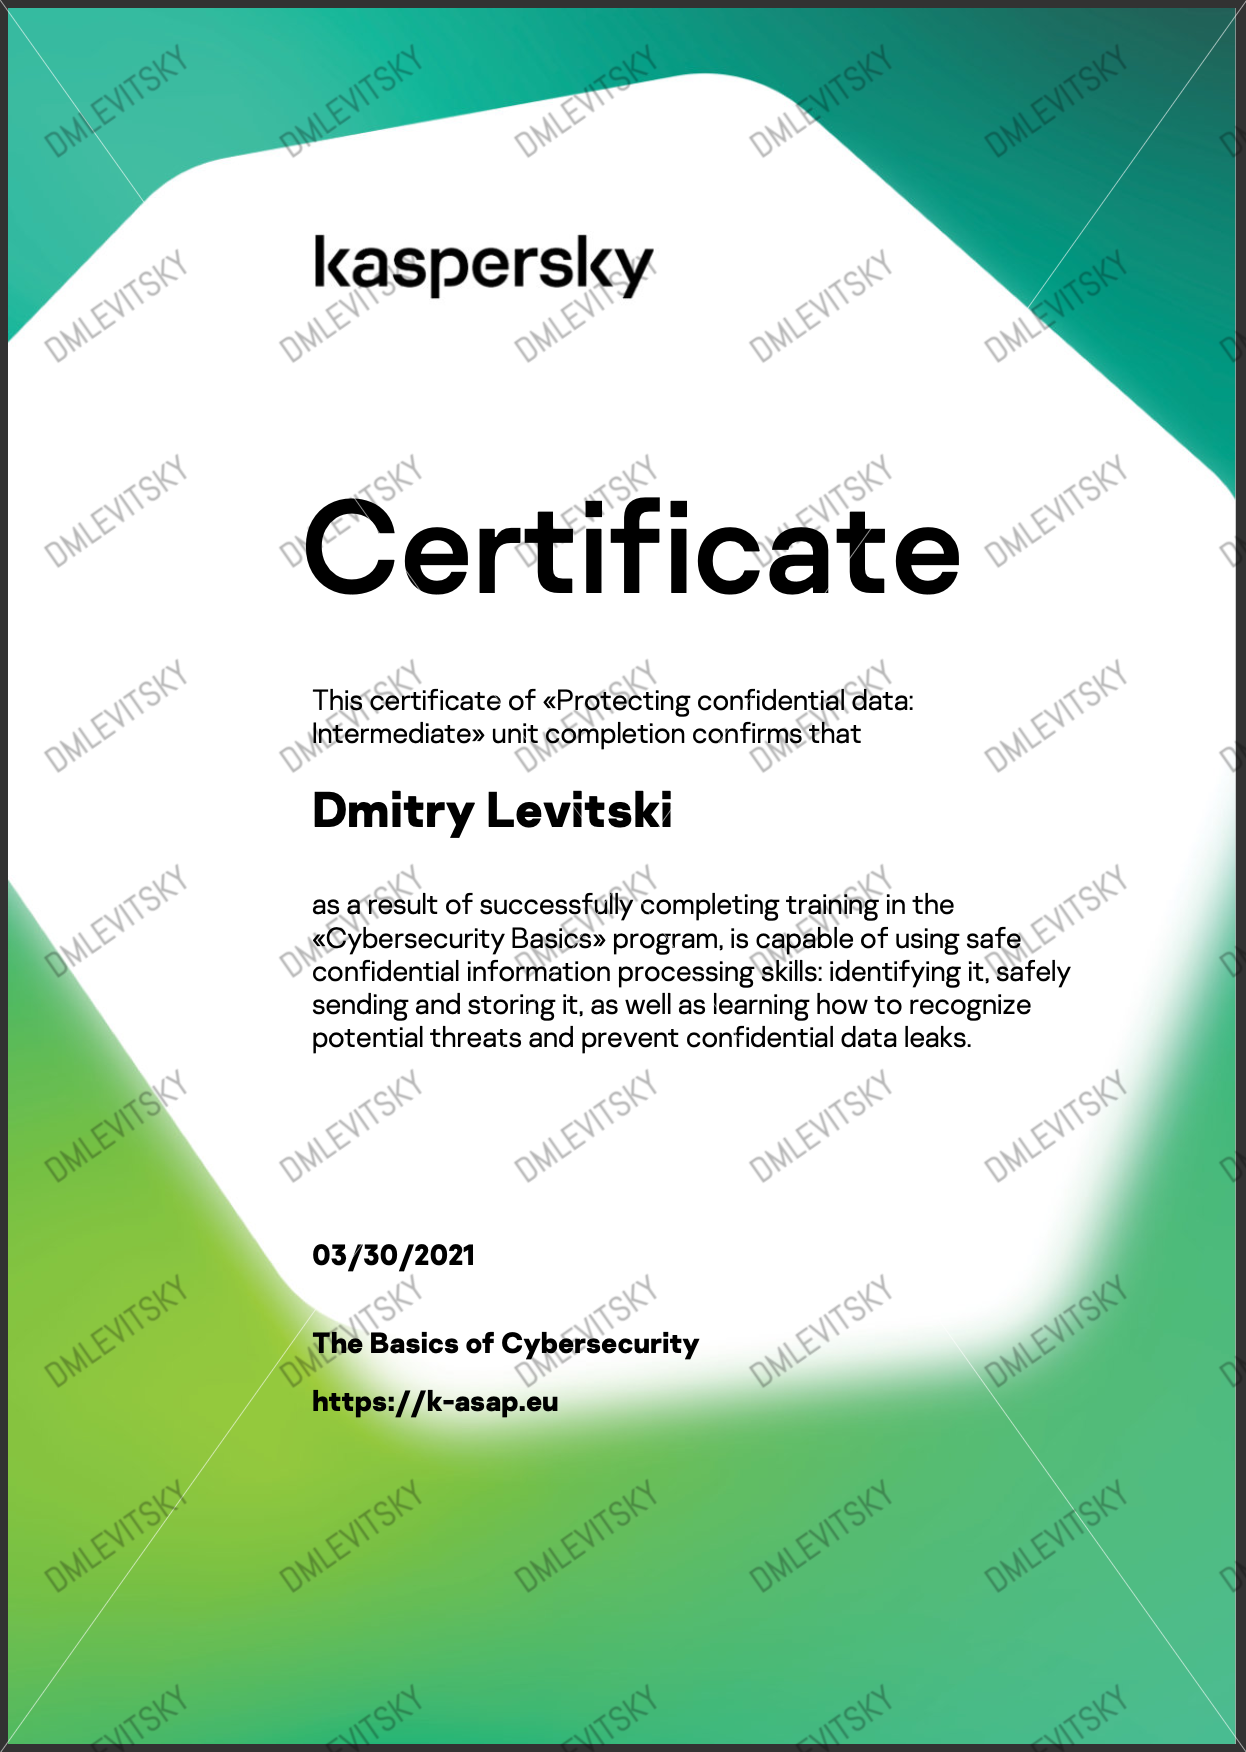 kaspersky
Certificate
This certificate of «Protecting confidential data:
Intermediate» unit completion confirms that
Dmitry Levitski
as a result of successfully completing training in the
«Cybersecurity Basics» program, is capable of using safe
confidential information processing skills: identifying it, safely
sending and storing it, as well as learning how to recognize
potential threats and prevent confidential data leaks.
03/30/2021
The Basics of Cybersecurity
https://k-asap.eu
DMLEVITSKY